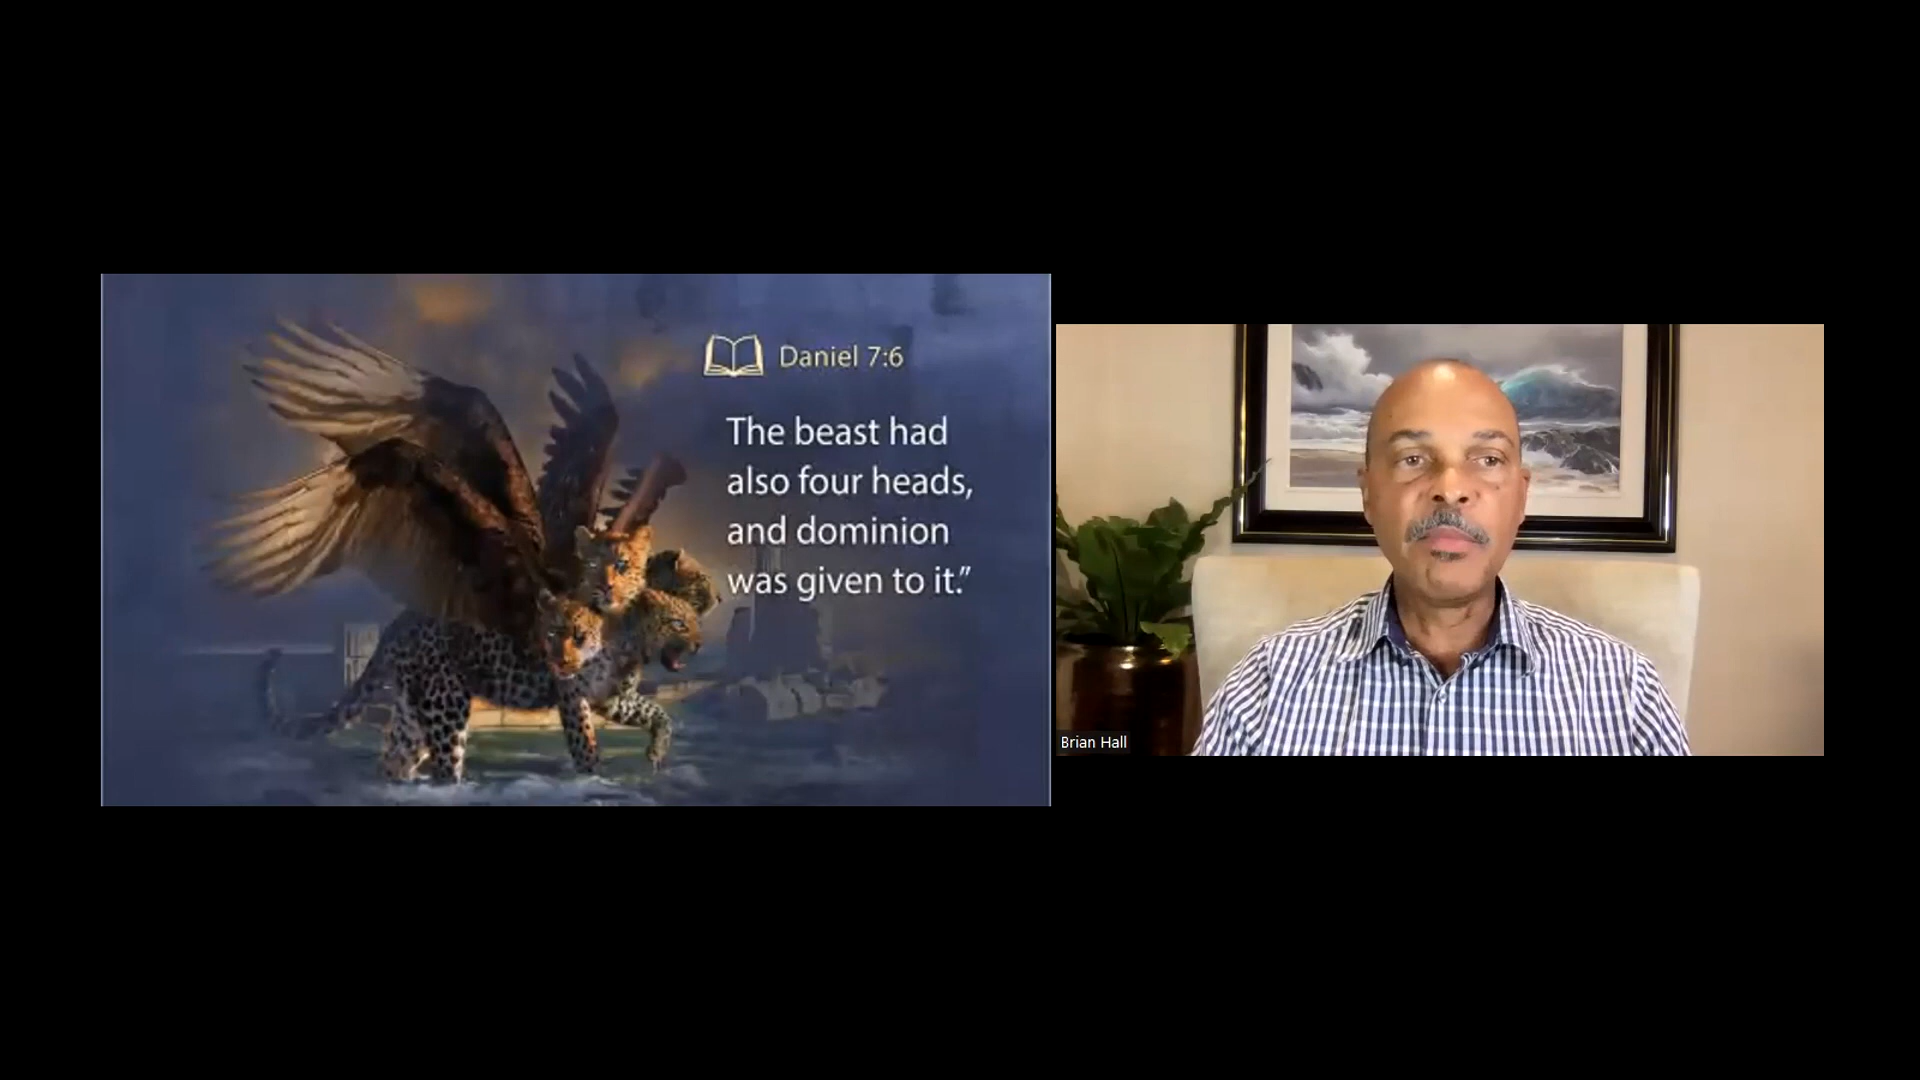 Daniel 7:6
The beast had
also four heads,
and dominion
was given to it.”
Brian Hall